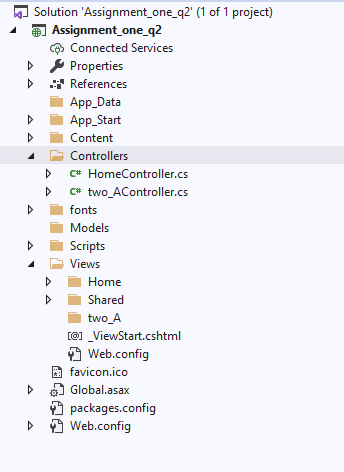 Solution 'Assignment_one_q2' (1 of 1 project)
Assignment_one_q2
Connected Services
Properties
References
App_Data
App_Start
Content
Controllers
C# HomeController.cs
C# two_AController.cs
fonts
Models
Scripts
Views
Home
Shared
two_A
_ViewStart.cshtml
Web.config
favicon.ico
Global.asax
packages.config
Web.config